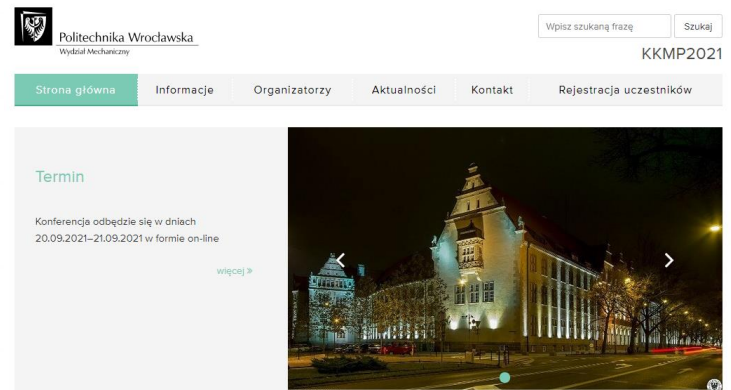 Politechnika Wrocławska
Wydział Mechaniczny
Wpisz szukaną frazę
Szukaj
KKMP2021
Strona główna
Informacje
Organizatorzy
Aktualności
Kontakt
Rejestracja uczestników
Termin
Konferencja odbędzie się w dniach
20.09.2021–21.09.2021 w formie on-line
więcej »